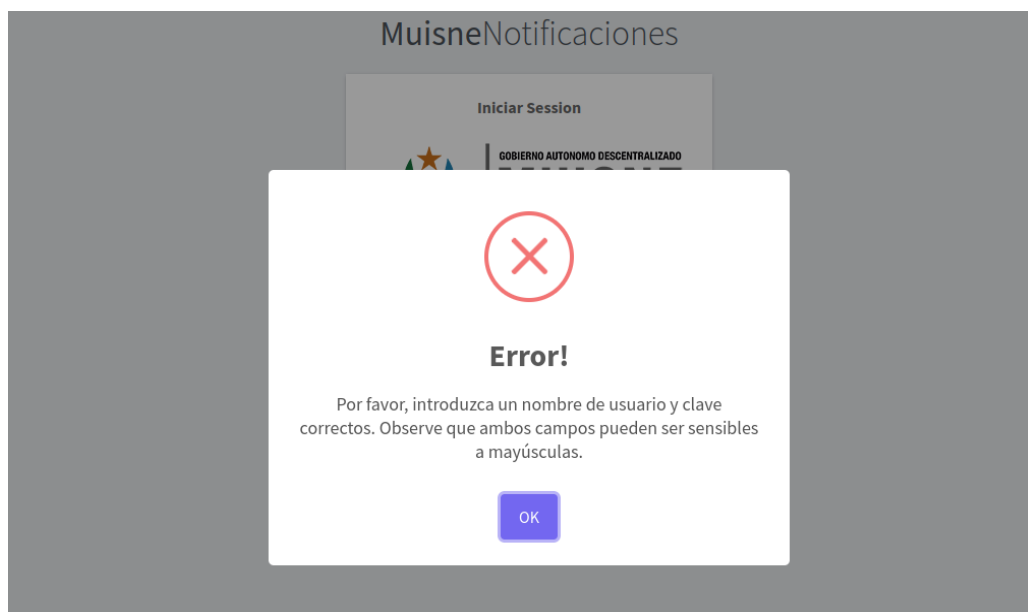 MuisneNotificaciones
Iniciar Session
GOBIERNO AUTONOMO DESCENTRALIZADO
Error!
Por favor, introduzca un nombre de usuario y clave
correctos. Observe que ambos campos pueden ser sensibles
a mayúsculas.
OK